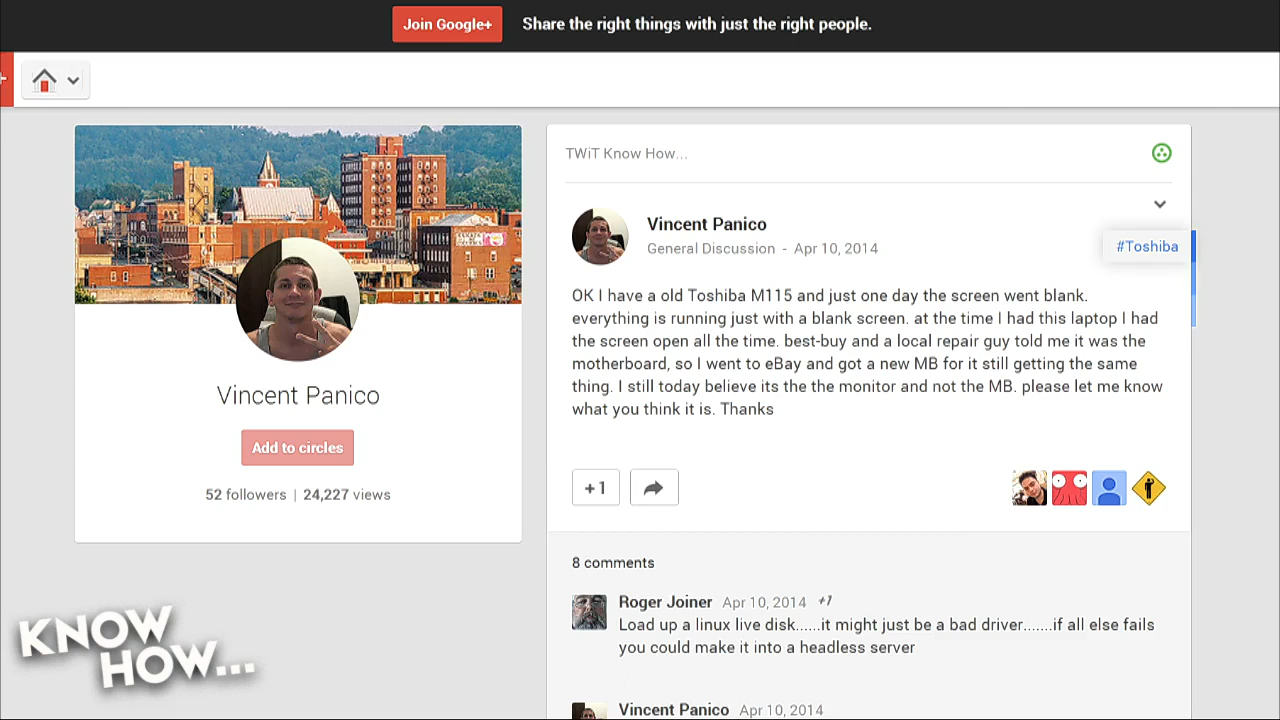 Join Google+ Share the right things with just the right people.
TWiT Know How...
Vincent Panico
General Discussion - Apr 10, 2014
#Toshiba
OK I have a old Toshiba M115 and just one day the screen went blank.
everything is running just with a blank screen. at the time I had this laptop I had
the screen open all the time. best-buy and a local repair guy told me it was the
motherboard, so I went to eBay and got a new MB for it still getting the same
thing. I still today believe its the the monitor and not the MB. please let me know
what you think it is. Thanks
Vincent Panico
Add to circles
52 followers | 24,227 views
+1
8 comments
Roger Joiner Apr 10, 2014 +1
Load up a linux live disk......it might just be a bad driver.......if all else fails
you could make it into a headless server
Vincent Panico Apr 10, 2014
KNOW
HOW...